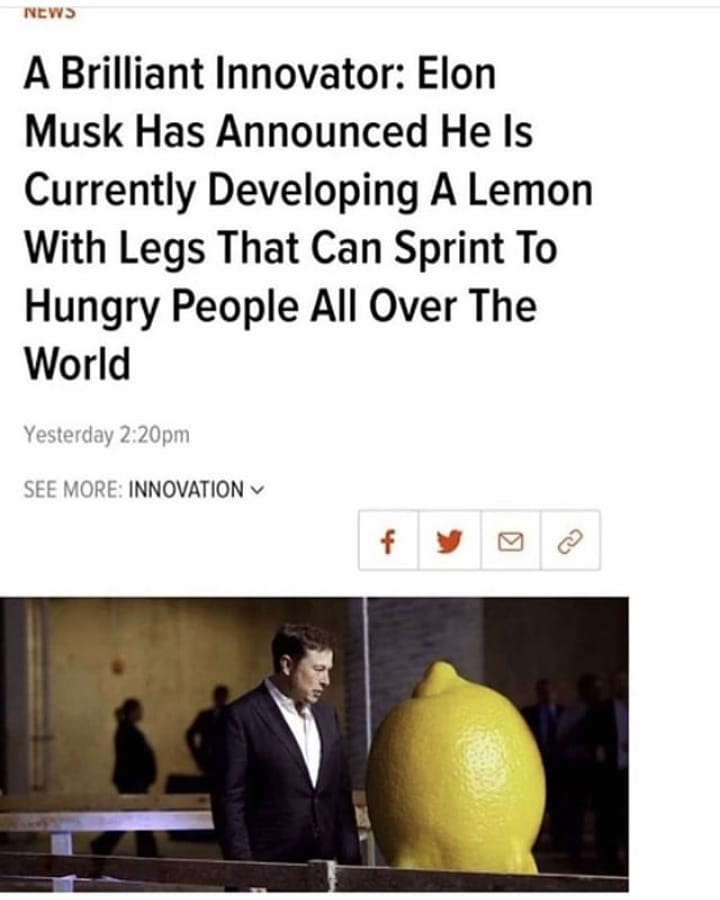 NEWS
A Brilliant Innovator: Elon
Musk Has Announced He Is
Currently Developing A Lemon
With Legs That Can Sprint To
Hungry People All Over The
World
Yesterday 2:20pm
SEE MORE: INNOVATION